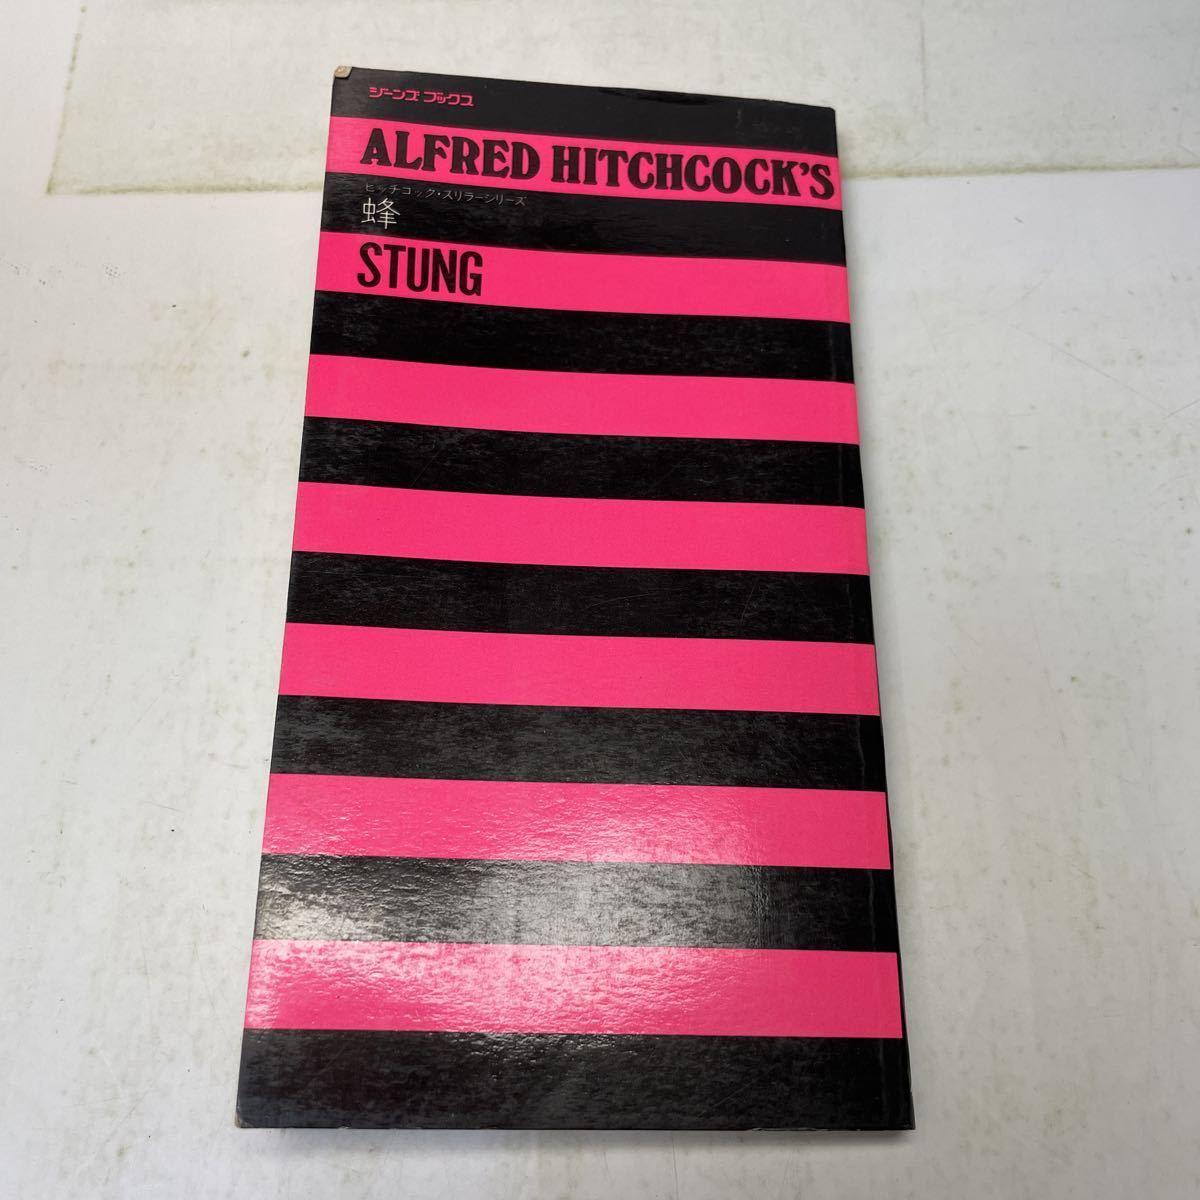 ジーンズ ブックス
ALFRED HITCHCOCK'S
ヒッチコック・スリラーシリーズ
蜂
STUNG